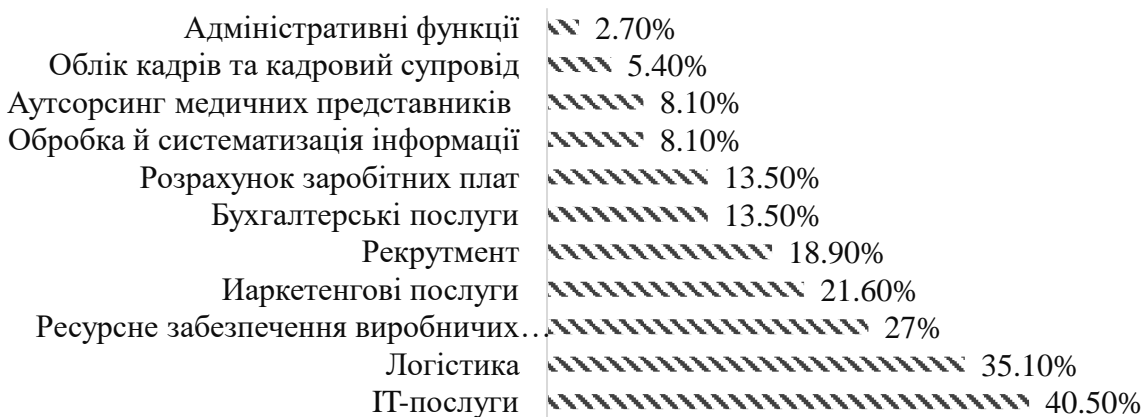 Адміністративні функції 2.70%
Облік кадрів та кадровий супровід 5.40%
Аутсорсинг медичних представників 8.10%
Обробка й систематизація інформації 8.10%
Розрахунок заробітних плат 13.50%
Бухгалтерські послуги 13.50%
Рекрутмент 18.90%
Иаркетенгові послуги 21.60%
Ресурсне забезпечення виробничих… 27%
Логістика 35.10%
ІТ-послуги 40.50%